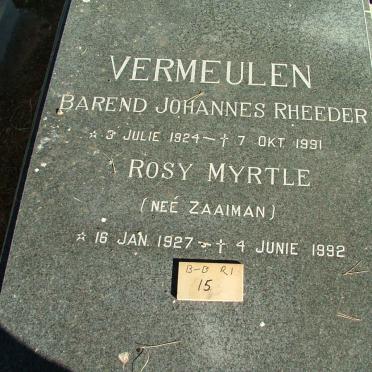 VERMEULEN
BAREND JOHANNES RHEEDER
☆ 3 JULIE 1924 – ✝ 7 OKT 1991
ROSY MYRTLE
(NEÉ ZAAIMAN)
☆ 16 JAN. 1927 – ✝ 4 JUNIE 1992
B-B R1
15